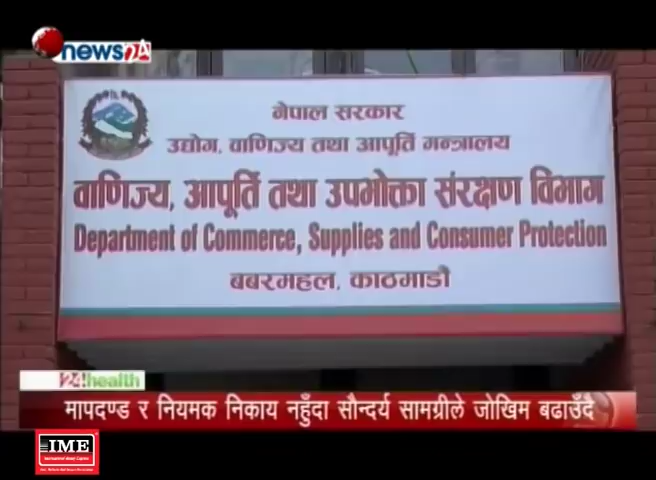 news24
नेपाल सरकार
उद्योग, वाणिज्य तथा आपूर्ति मन्त्रालय
वाणिज्य, आपूर्ति तथा उपभोक्ता संरक्षण विभाग
Department of Commerce, Supplies and Consumer Protection
बबरमहल, काठमाडौं
24!health
मापदण्ड र नियमक निकाय नहुँदा सौन्दर्य सामग्रीले जोखिम बढाउँदै
IME